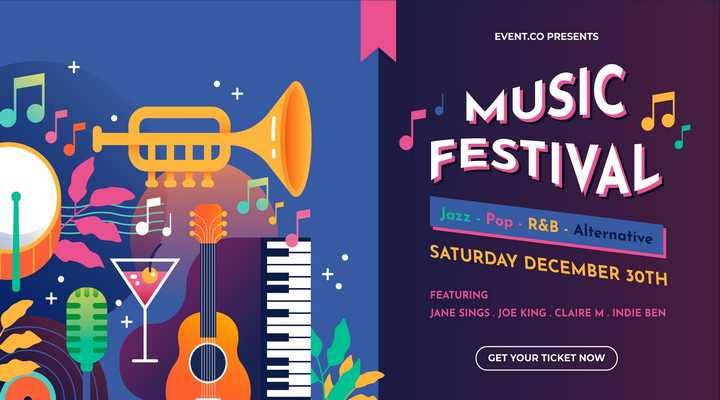 EVENT.CO PRESENTS
MUSIC
FESTIVAL
Jazz - Pop - R&B - Alternative
SATURDAY DECEMBER 30TH
FEATURING
JANE SINGS . JOE KING . CLAIRE M . INDIE BEN
GET YOUR TICKET NOW